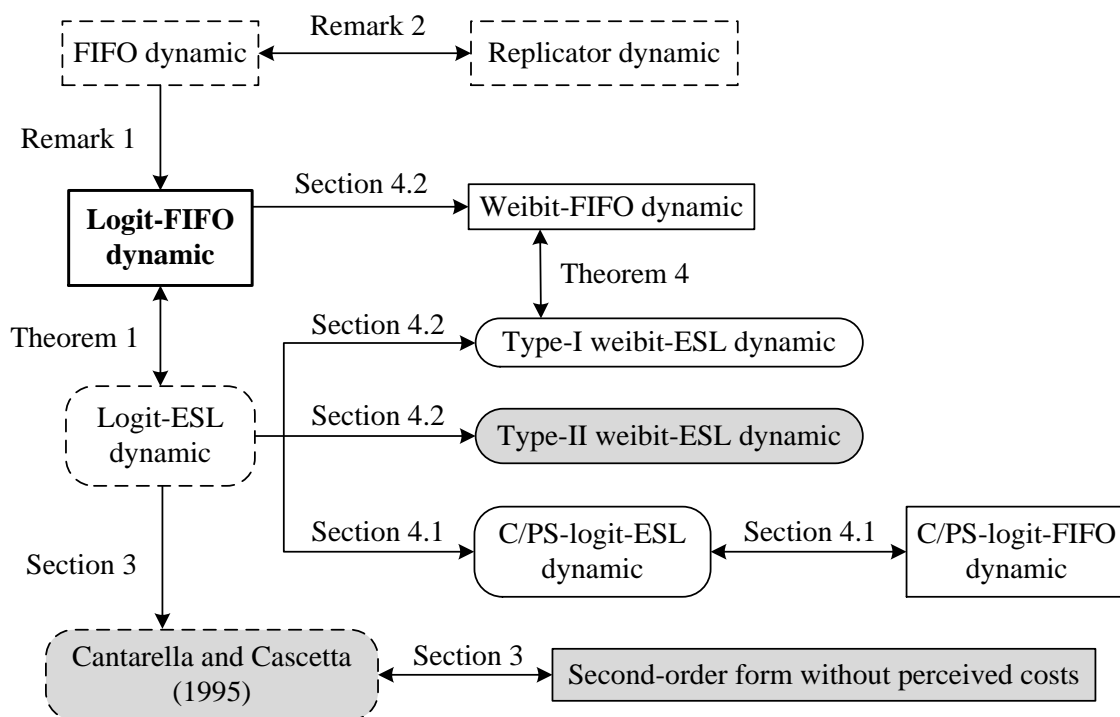 Remark 2
FIFO dynamic
Replicator dynamic
Remark 1
Section 4.2
Logit-FIFO
dynamic
Weibit-FIFO dynamic
Theorem 4
Theorem 1
Section 4.2
Type-I weibit-ESL dynamic
Logit-ESL
dynamic
Section 4.2
Type-II weibit-ESL dynamic
Section 4.1
C/PS-logit-ESL
dynamic
Section 4.1
C/PS-logit-FIFO
dynamic
Section 3
Cantarella and Cascetta
(1995)
Section 3
Second-order form without perceived costs